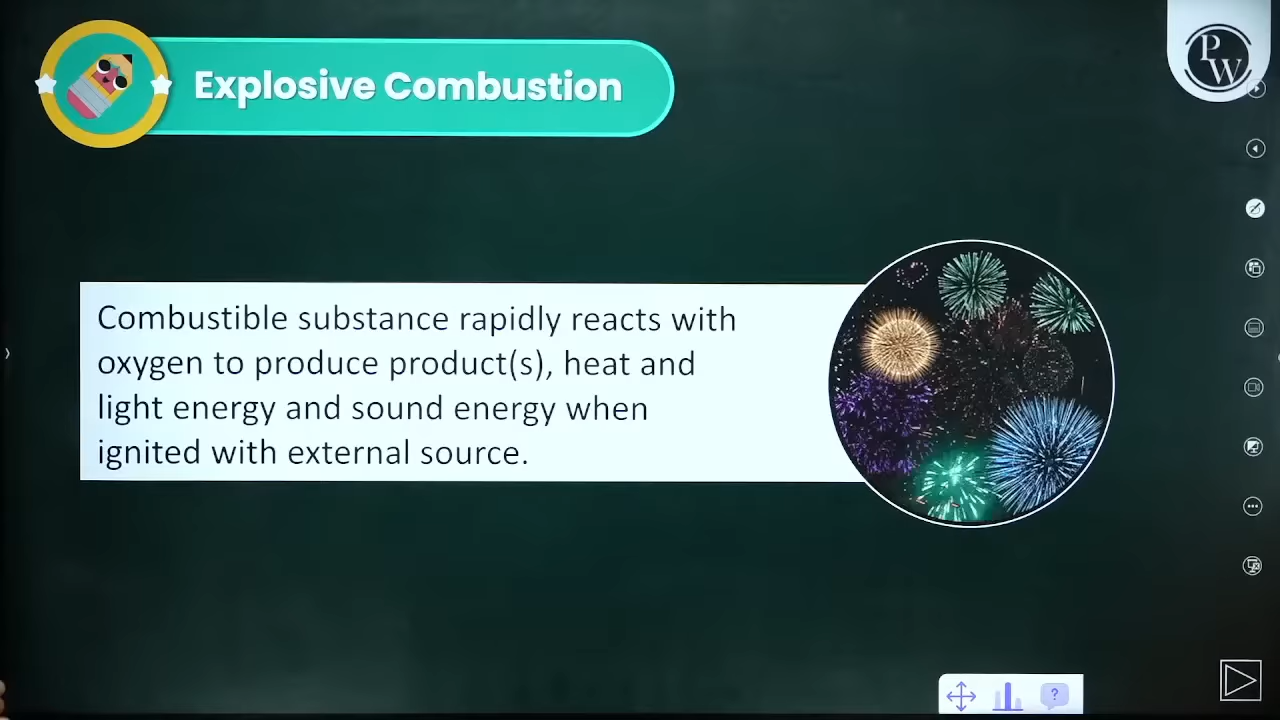 Explosive Combustion
PW
Combustible substance rapidly reacts with
oxygen to produce product(s), heat and
light energy and sound energy when
ignited with external source.
?